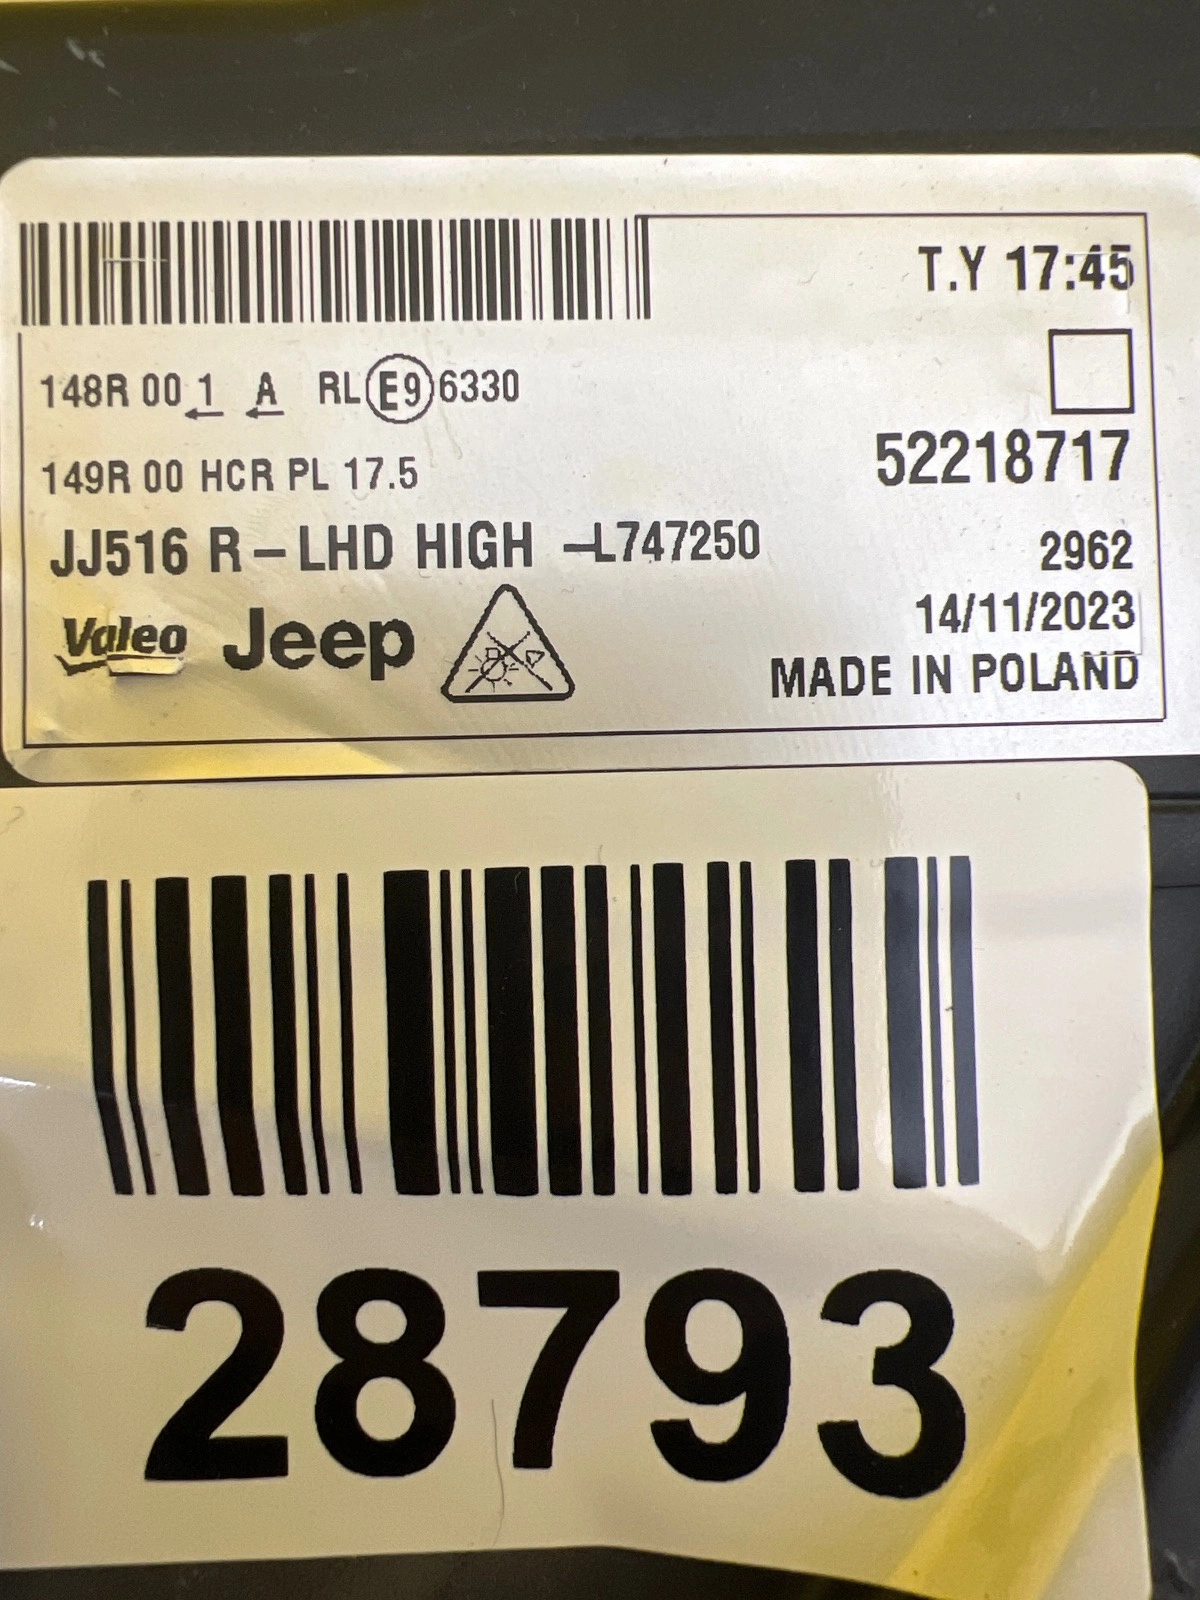 T.Y 17:45
148R 00 1 A RL E9 6330
52218717
149R 00 HCR PL 17.5
JJ516 R-LHD HIGH -L747250
2962
14/11/2023
Valeo Jeep
MADE IN POLAND
28793